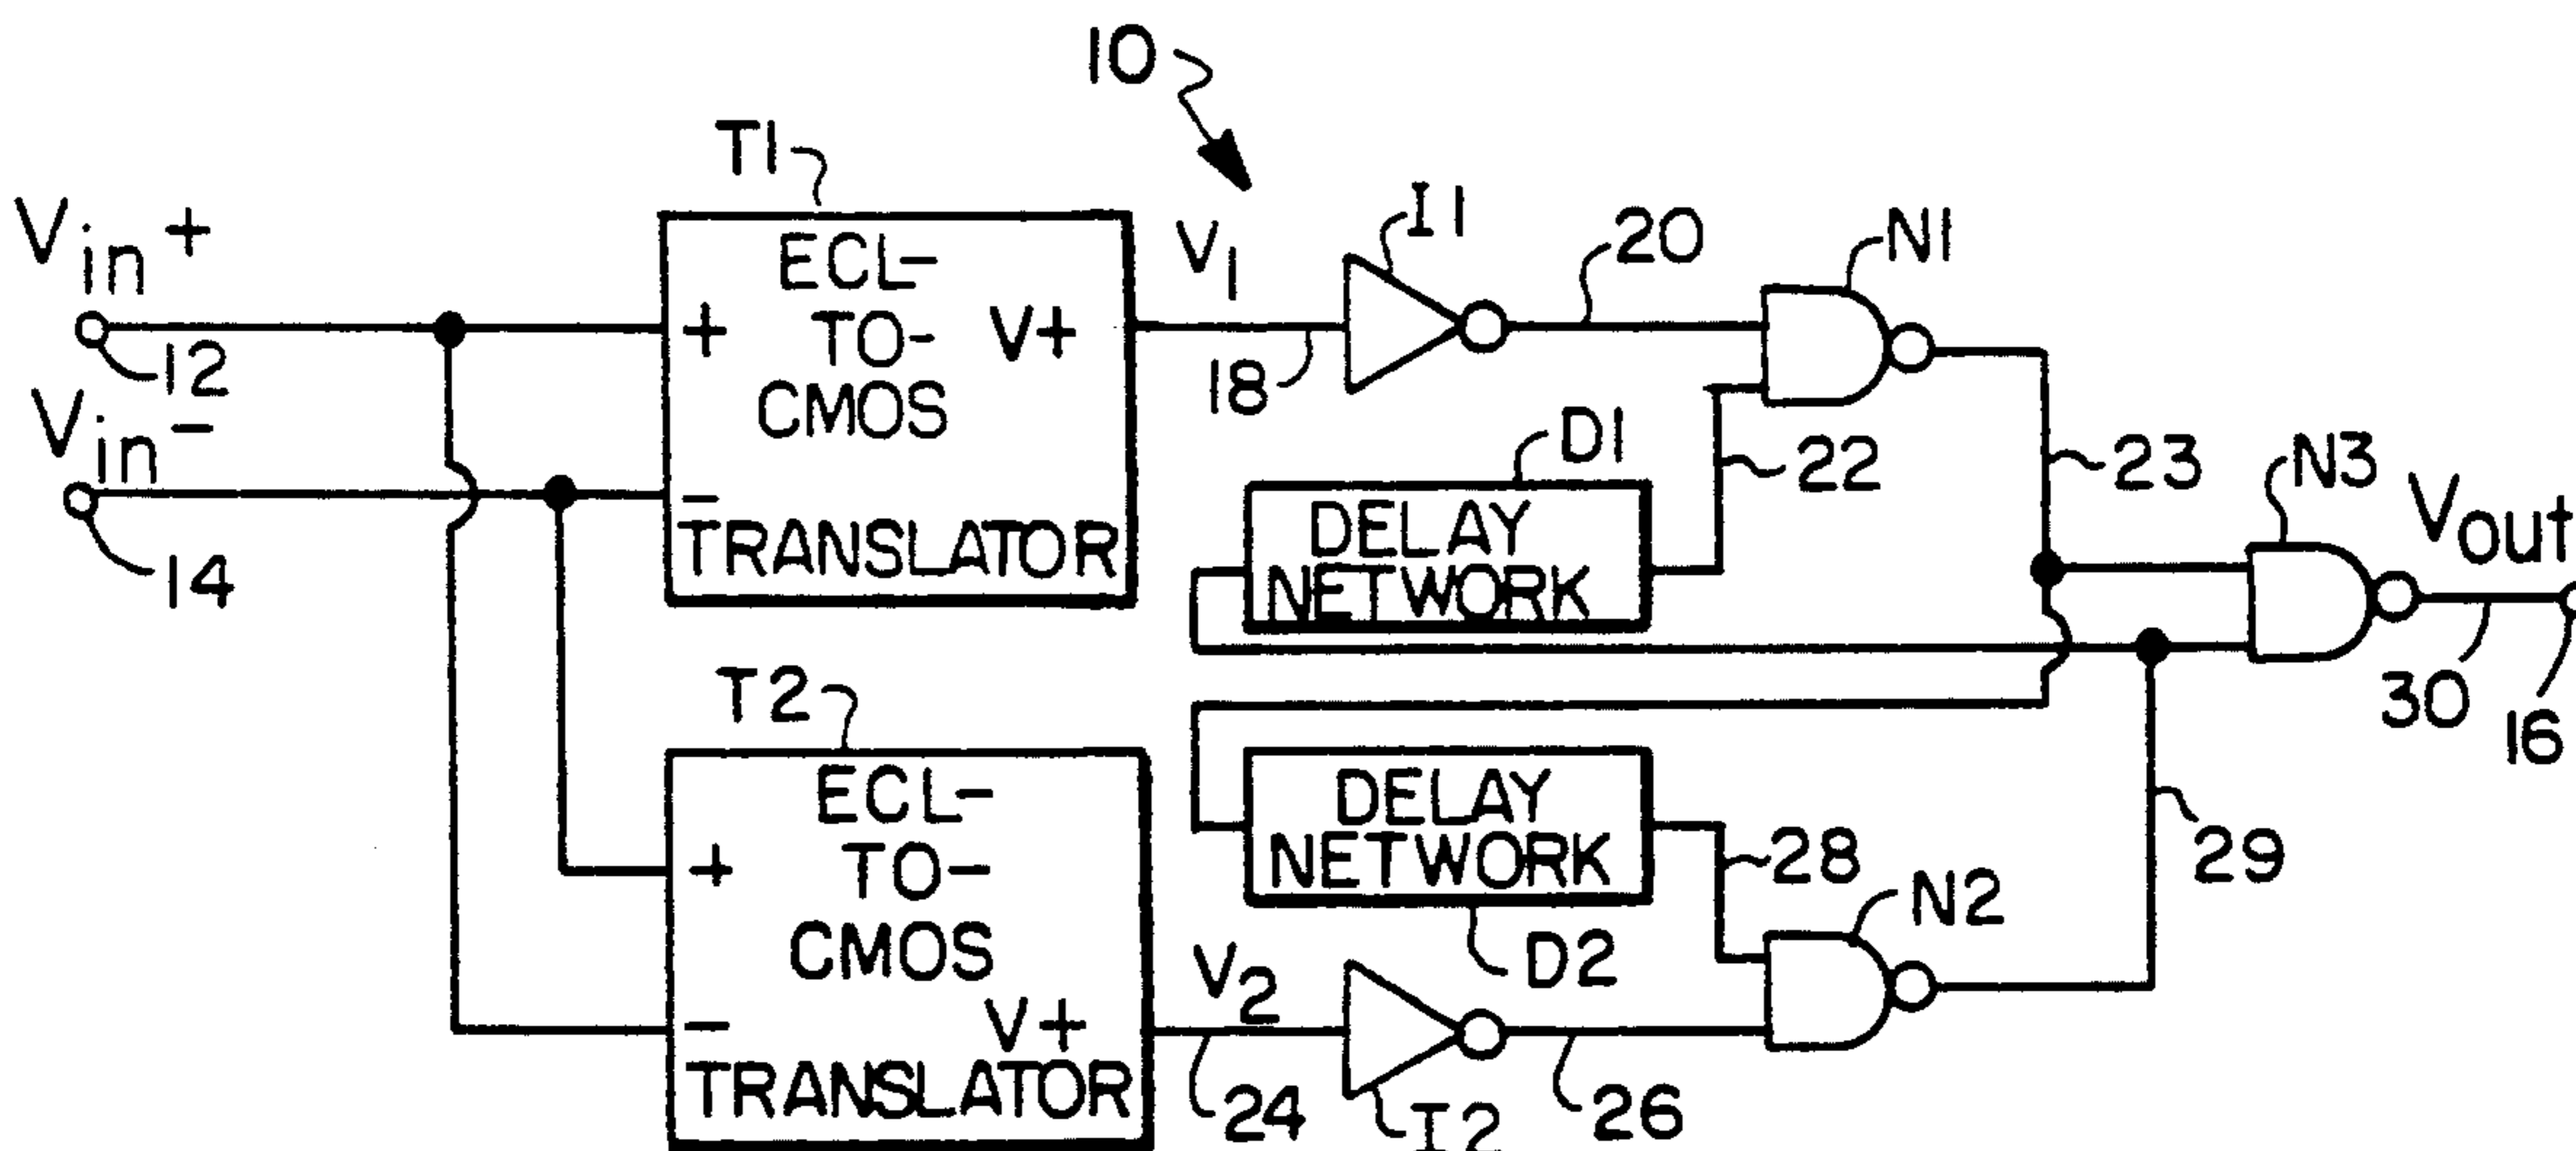 10
T1
Vin+
12
Vin-
14
ECL-
TO-
CMOS
TRANSLATOR
+
-
V+
V1
18
I1
20
N1
D1
DELAY
NETWORK
22
23
N3
Vout
30
16
T2
ECL-
TO-
CMOS
TRANSLATOR
+
-
V+
V2
24
I2
26
DELAY
NETWORK
D2
28
N2
29